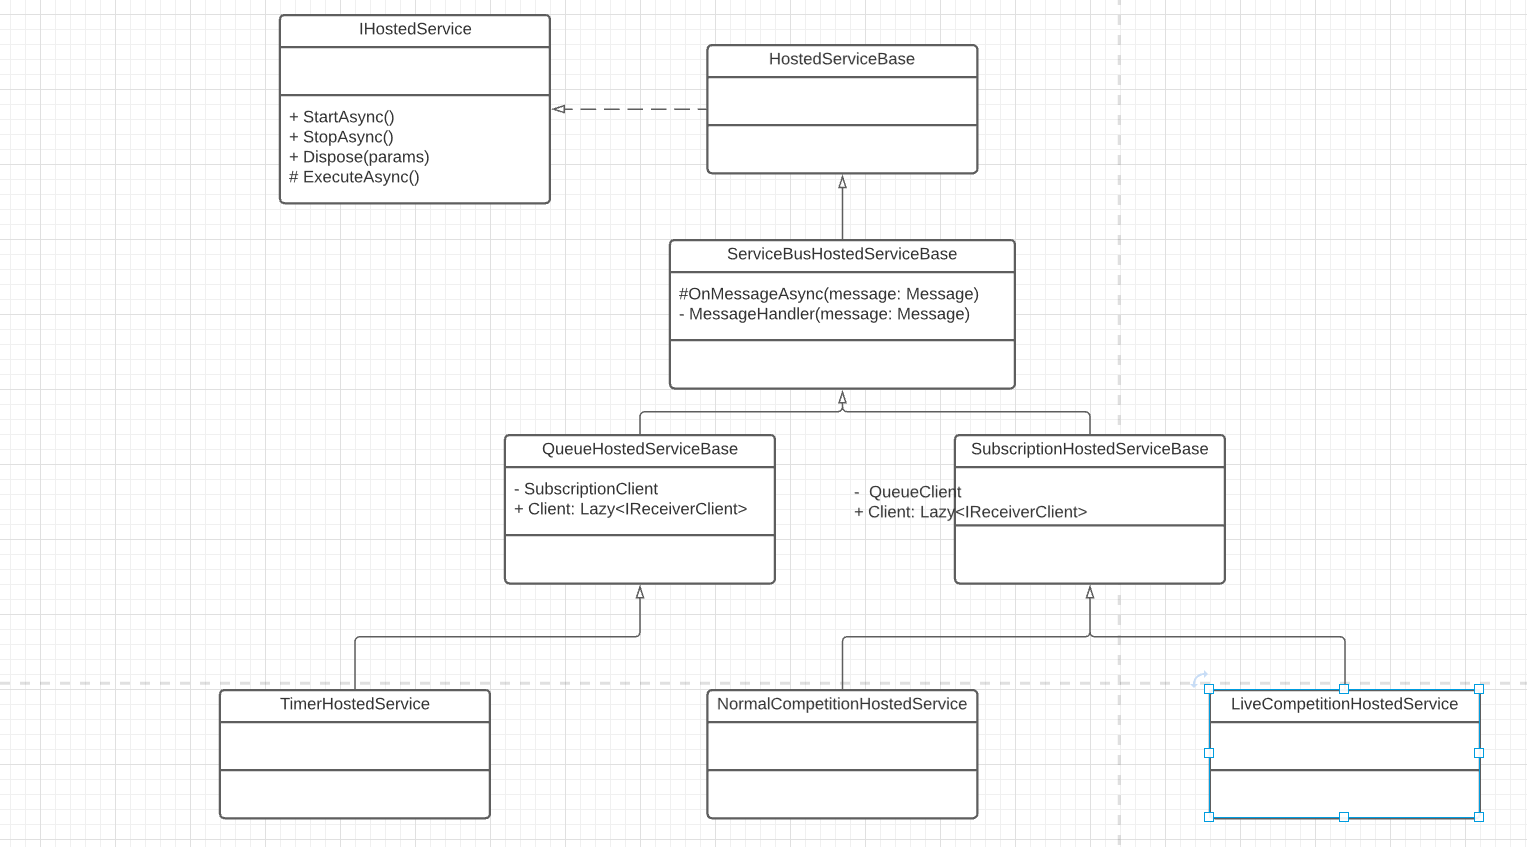 IHostedService
+ StartAsync()
+ StopAsync()
+ Dispose(params)
# ExecuteAsync()
HostedServiceBase
ServiceBusHostedServiceBase
#OnMessageAsync(message: Message)
- MessageHandler(message: Message)
QueueHostedServiceBase
- SubscriptionClient
+ Client: Lazy<IReceiverClient>
SubscriptionHostedServiceBase
-  QueueClient
+ Client: Lazy<IReceiverClient>
TimerHostedService
NormalCompetitionHostedService
LiveCompetitionHostedService